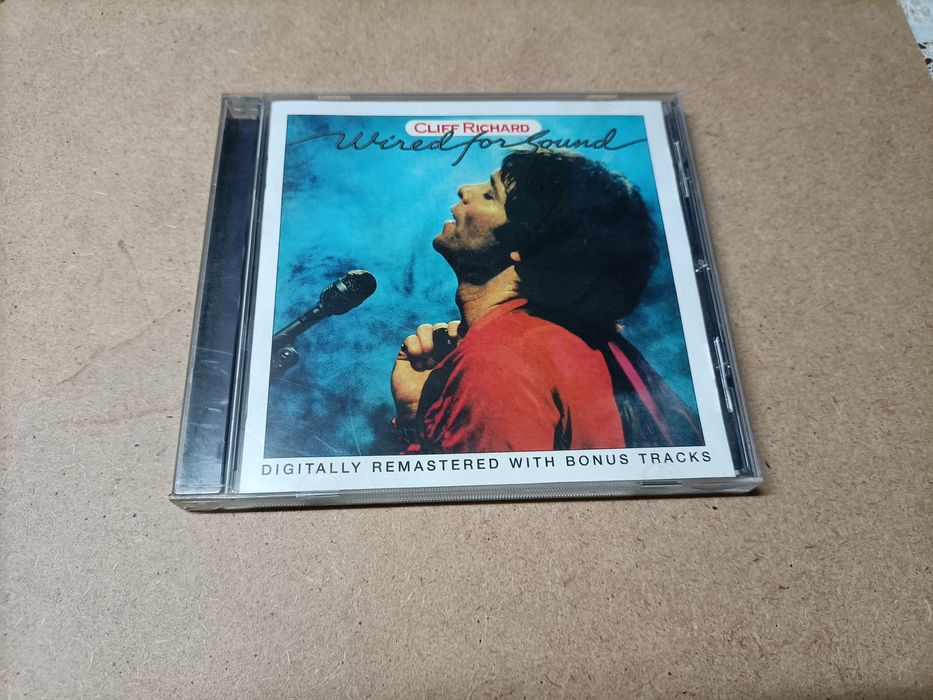 CLIFF RICHARD
Wired for Sound
DIGITALLY REMASTERED WITH BONUS TRACKS